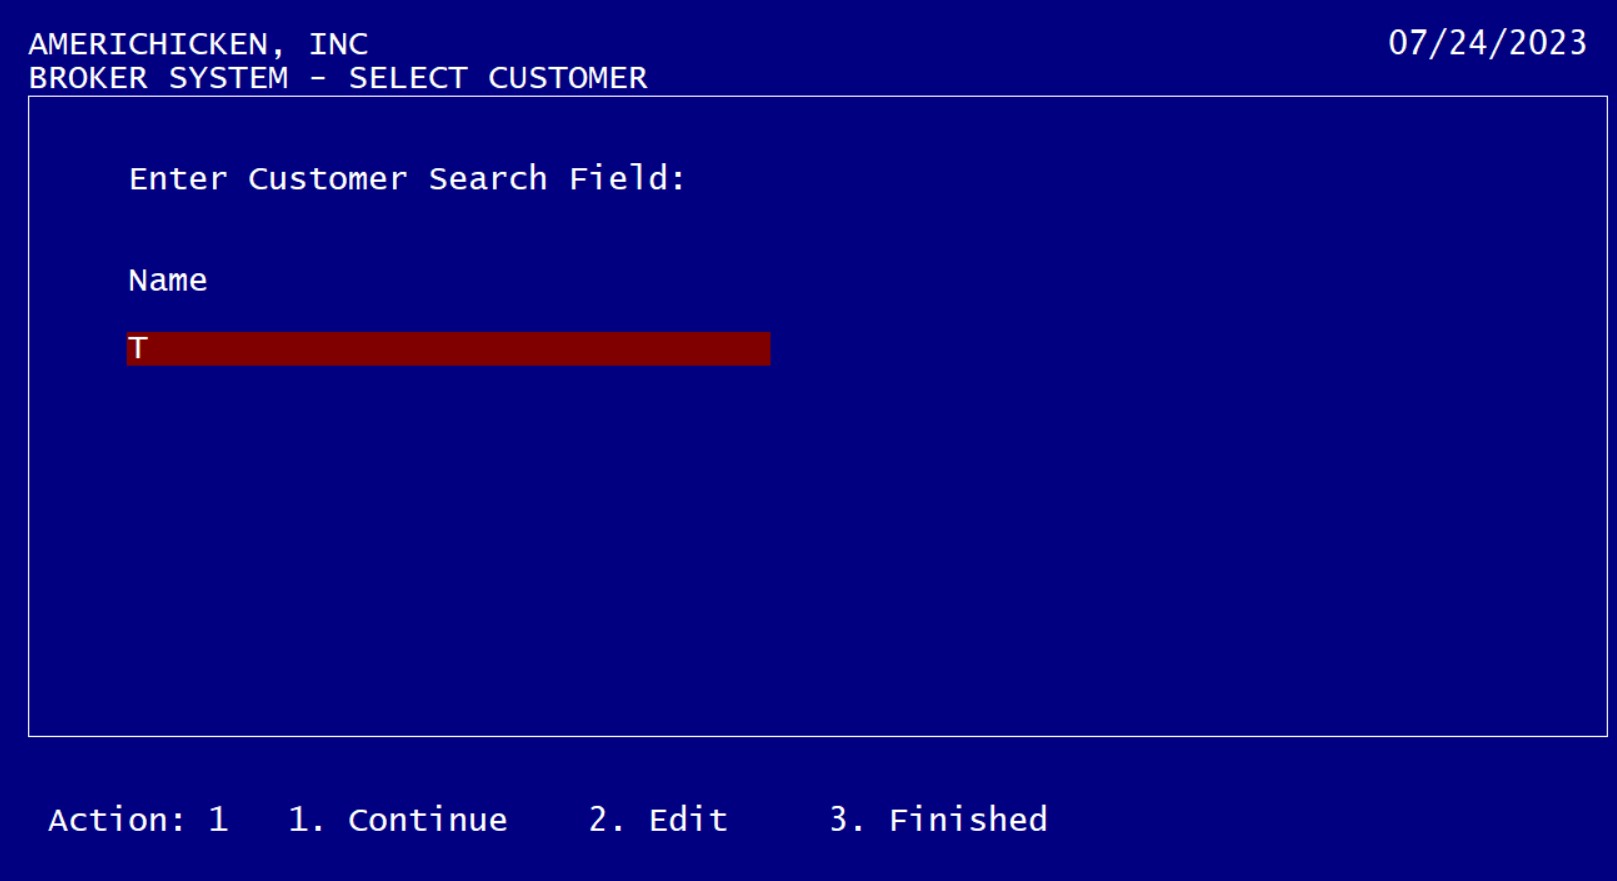 AMERICHICKEN, INC 07/24/2023
BROKER SYSTEM - SELECT CUSTOMER
Enter Customer Search Field:
Name
T
Action: 1 1. Continue 2. Edit 3. Finished